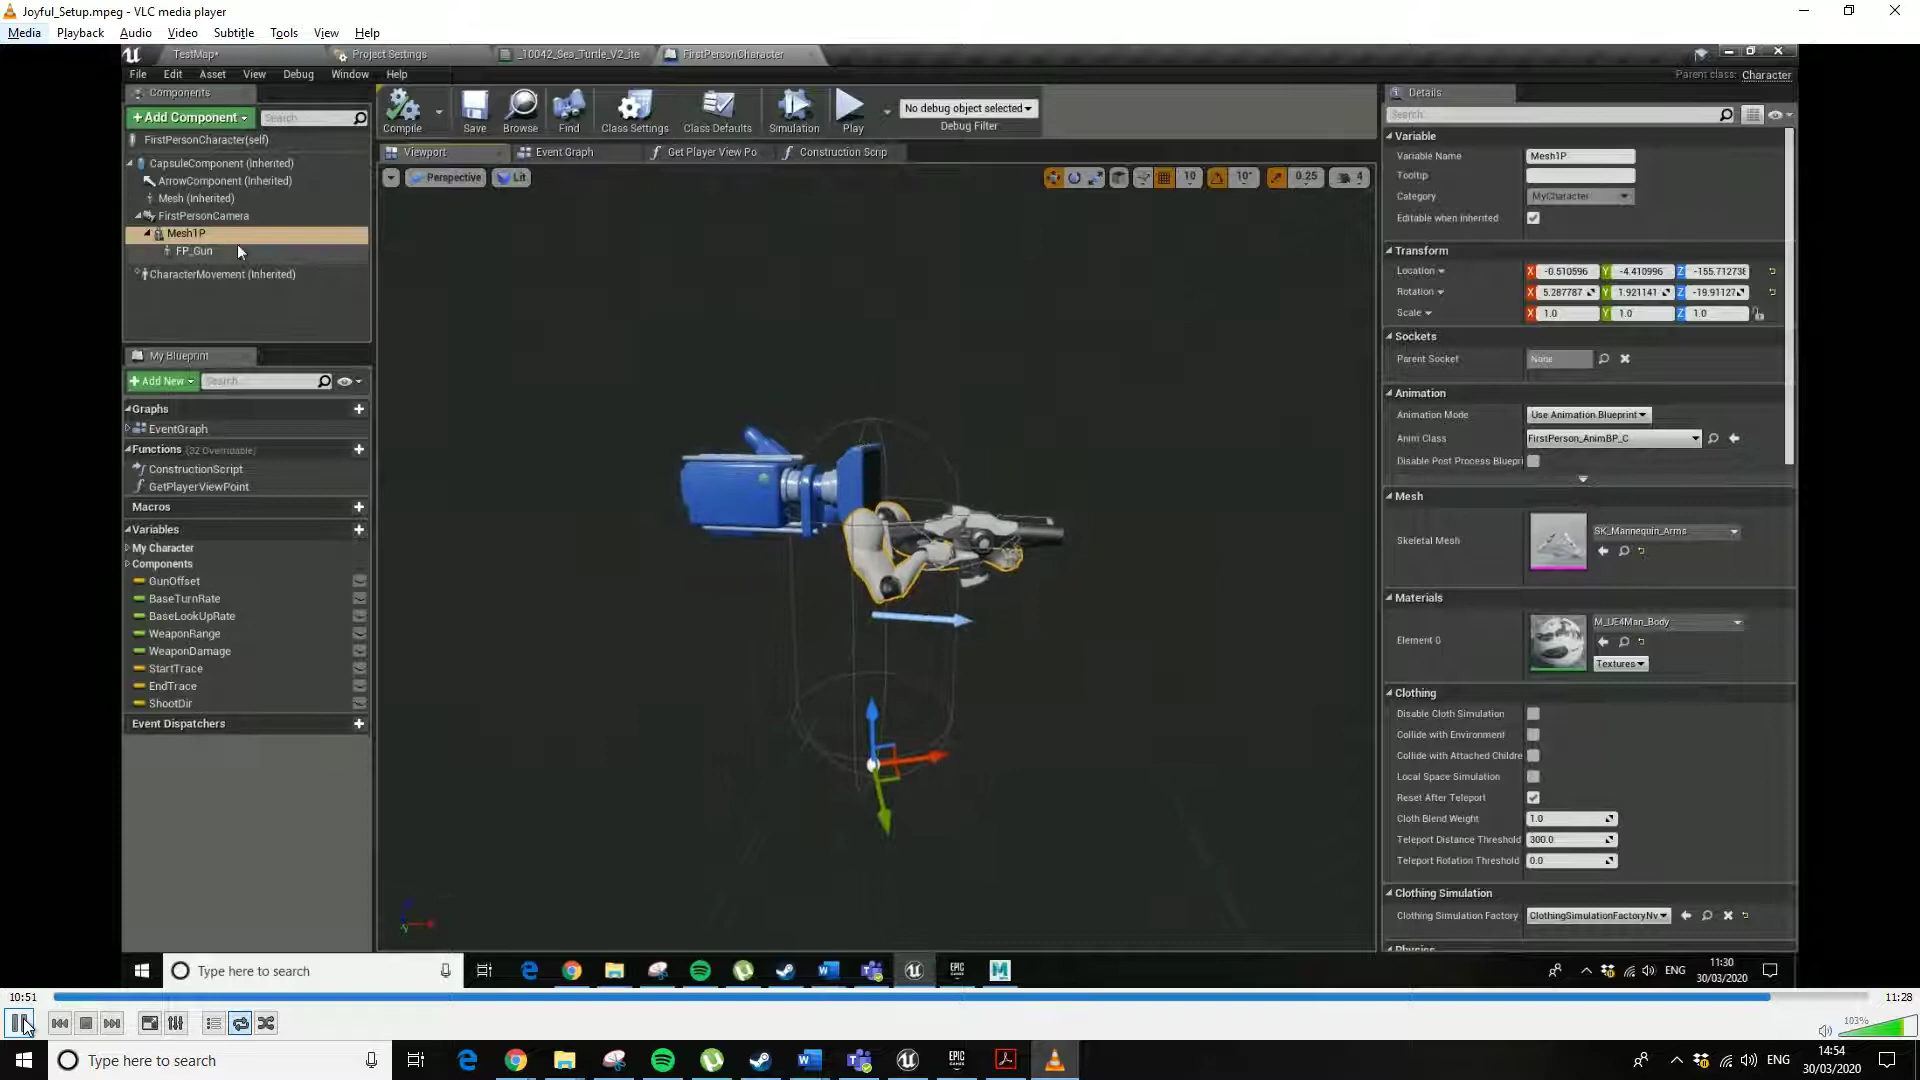 Joyful_Setup.mpeg - VLC media player
Media Playback Audio Video Subtitle Tools View Help
TestMap* Project Settings _10042_Sea_Turtle_V2_ite FirstPersonCharacter
File Edit Asset View Debug Window Help Parent class: Character
Components
+ Add Component Search
FirstPersonCharacter(self)
CapsuleComponent (Inherited)
ArrowComponent (Inherited)
Mesh (Inherited)
FirstPersonCamera
Mesh1P
FP_Gun
CharacterMovement (Inherited)
My Blueprint
+ Add New Search
Graphs
EventGraph
Functions (32 Overridable)
ConstructionScript
GetPlayerViewPoint
Macros
Variables
My Character
Components
GunOffset
BaseTurnRate
BaseLookUpRate
WeaponRange
WeaponDamage
StartTrace
EndTrace
ShootDir
Event Dispatchers
Compile Save Browse Find Class Settings Class Defaults Simulation Play
No debug object selected
Debug Filter
Viewport Event Graph Get Player View Po Construction Scrip
Perspective Lit 10 10° 0.25 4
Details
Search
Variable
Variable Name Mesh1P
Tooltip
Category MyCharacter
Editable when Inherited
Transform
Location X -0.510596 Y -4.410996 Z -155.712738
Rotation X 5.287787 Y 1.921141 Z -19.91127
Scale X 1.0 Y 1.0 Z 1.0
Sockets
Parent Socket None
Animation
Animation Mode Use Animation Blueprint
Anim Class FirstPerson_AnimBP_C
Disable Post Process Bluepri
Mesh
Skeletal Mesh SK_Mannequin_Arms
Materials
Element 0 M_UE4Man_Body
Textures
Clothing
Disable Cloth Simulation
Collide with Environment
Collide with Attached Childre
Local Space Simulation
Reset After Teleport
Cloth Blend Weight 1.0
Teleport Distance Threshold 300.0
Teleport Rotation Threshold 0.0
Clothing Simulation
Clothing Simulation Factory ClothingSimulationFactoryNv
Physics
Type here to search EPIC GAMES M ENG 11:30
30/03/2020
10:51 11:28
103%
Type here to search EPIC GAMES ENG 14:54
30/03/2020